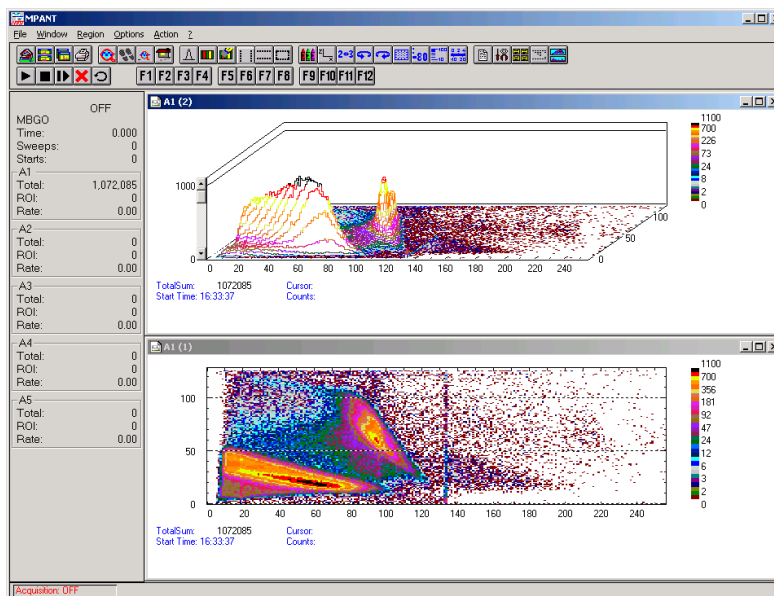 MPANT
File Window Region Options Action ?
F1 F2 F3 F4 F5 F6 F7 F8 F9 F10 F11 F12
OFF
MBGO
Time: 0.000
Sweeps: 0
Starts: 0
A1
Total: 1,072,085
ROI: 0
Rate: 0.00
A2
Total: 0
ROI: 0
Rate: 0.00
A3
Total: 0
ROI: 0
Rate: 0.00
A4
Total: 0
ROI: 0
Rate: 0.00
A5
Total: 0
ROI: 0
Rate: 0.00
A1 (2)
1100
700
226
73
24
8
2
0
1000
0
100
50
0
0 20 40 60 80 100 120 140 160 180 200 220 240
TotalSum: 1072085 Cursor:
Start Time: 16:33:37 Counts:
A1 (1)
1100
700
356
181
92
47
24
12
6
3
2
0
100
50
0
0 20 40 60 80 100 120 140 160 180 200 220 240
TotalSum: 1072085 Cursor:
Start Time: 16:33:37 Counts:
Acquisition: OFF